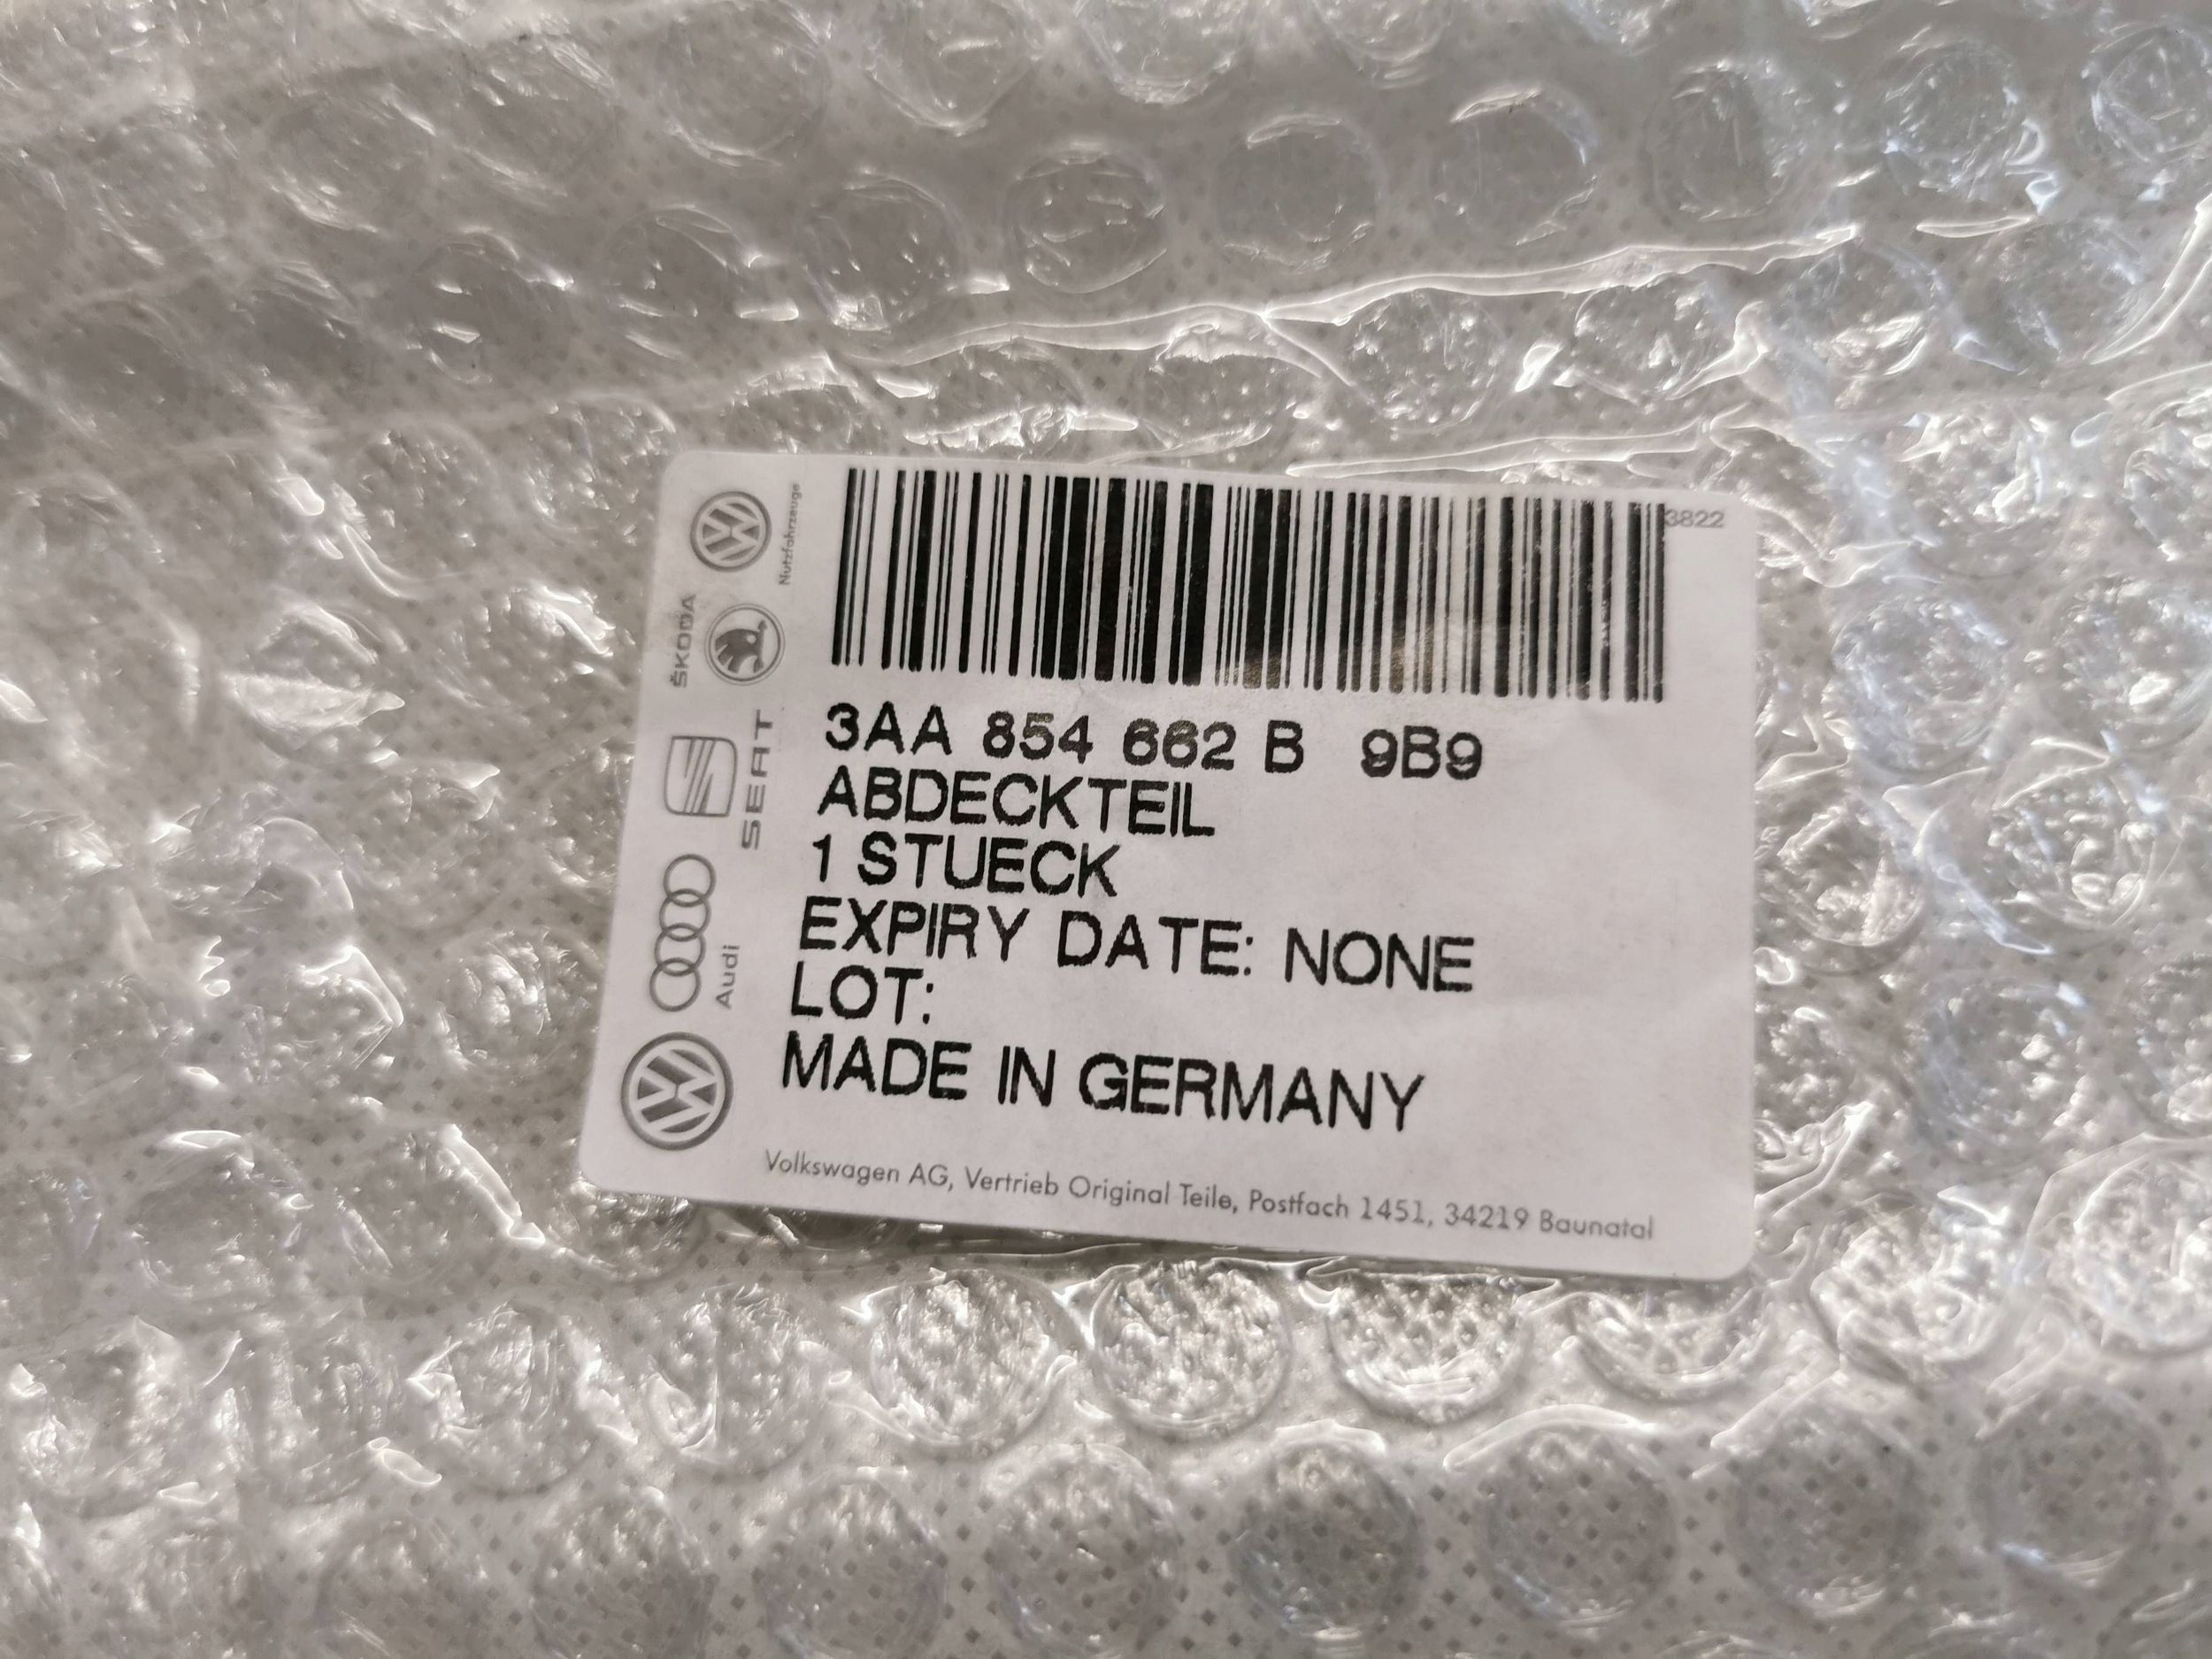 3822
3AA 854 662 B 9B9
ABDECKTEIL
1 STUECK
EXPIRY DATE: NONE
LOT:
MADE IN GERMANY
Volkswagen AG, Vertrieb Original Teile, Postfach 1451, 34219 Baunatal
Nutzfahrzeuge
ŠKODA
SEAT
Audi